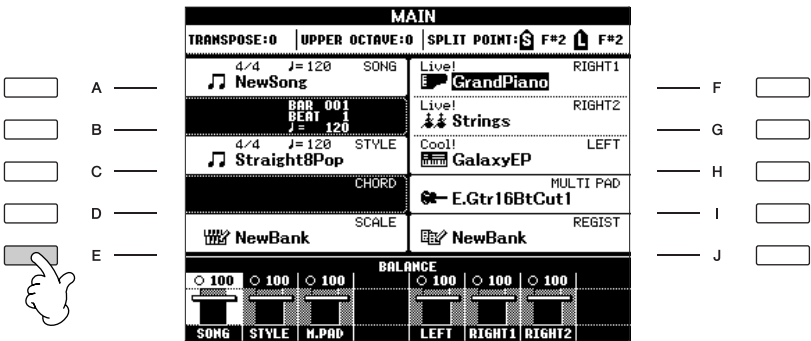 MAIN
TRANSPOSE:0 UPPER OCTAVE:0 SPLIT POINT: S F#2 L F#2
A 4/4 ♩=120 SONG Live! RIGHT1 F
NewSong GrandPiano
B BAR 001 Live! RIGHT2 G
BEAT 1 Strings
♩= 120
C 4/4 ♩=120 STYLE Cool! LEFT H
Straight8Pop GalaxyEP
D CHORD MULTI PAD I
E.Gtr16BtCut1
E SCALE REGIST J
NewBank NewBank
BALANCE
100 100 100 100 100 100
SONG STYLE M.PAD LEFT RIGHT1 RIGHT2